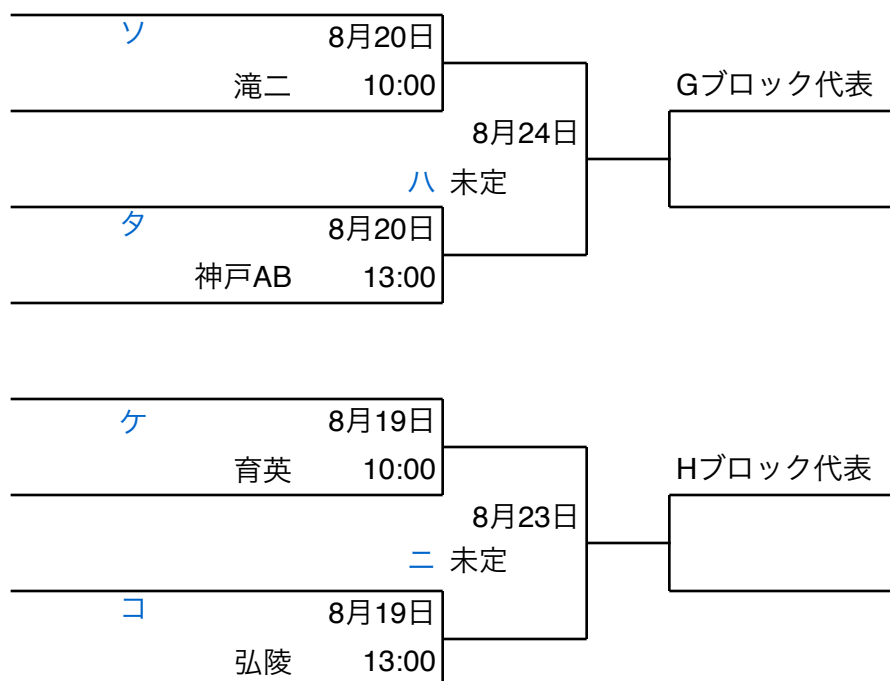 ソ 8月20日
滝二 10:00
Gブロック代表
8月24日
ハ 未定
タ 8月20日
神戸AB 13:00
ケ 8月19日
育英 10:00
Hブロック代表
8月23日
ニ 未定
コ 8月19日
弘陵 13:00